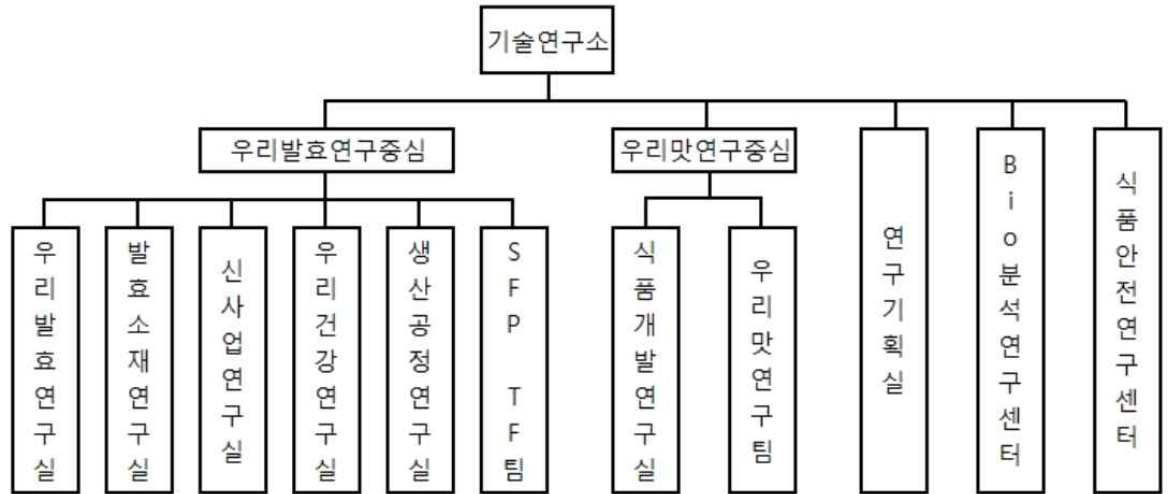 기술연구소
우리발효연구중심
우리맛연구중심
우리발효연구실
발효소재연구실
신사업연구실
우리건강연구실
생산공정연구실
SFP TF팀
식품개발연구실
우리맛연구팀
연구기획실
Bio분석연구센터
식품안전연구센터